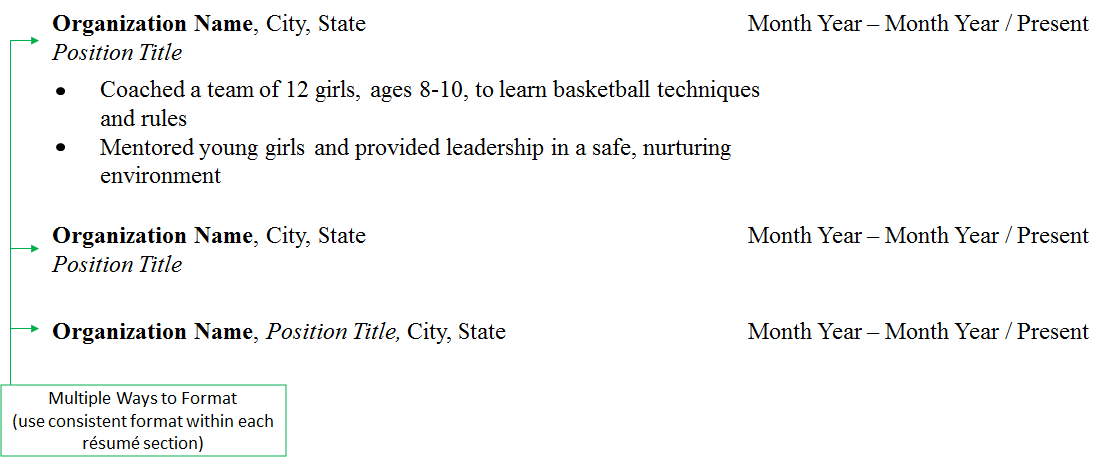 Organization Name, City, State Month Year – Month Year / Present
Position Title
• Coached a team of 12 girls, ages 8-10, to learn basketball techniques
and rules
• Mentored young girls and provided leadership in a safe, nurturing
environment
Organization Name, City, State Month Year – Month Year / Present
Position Title
Organization Name, Position Title, City, State Month Year – Month Year / Present
Multiple Ways to Format
(use consistent format within each
résumé section)